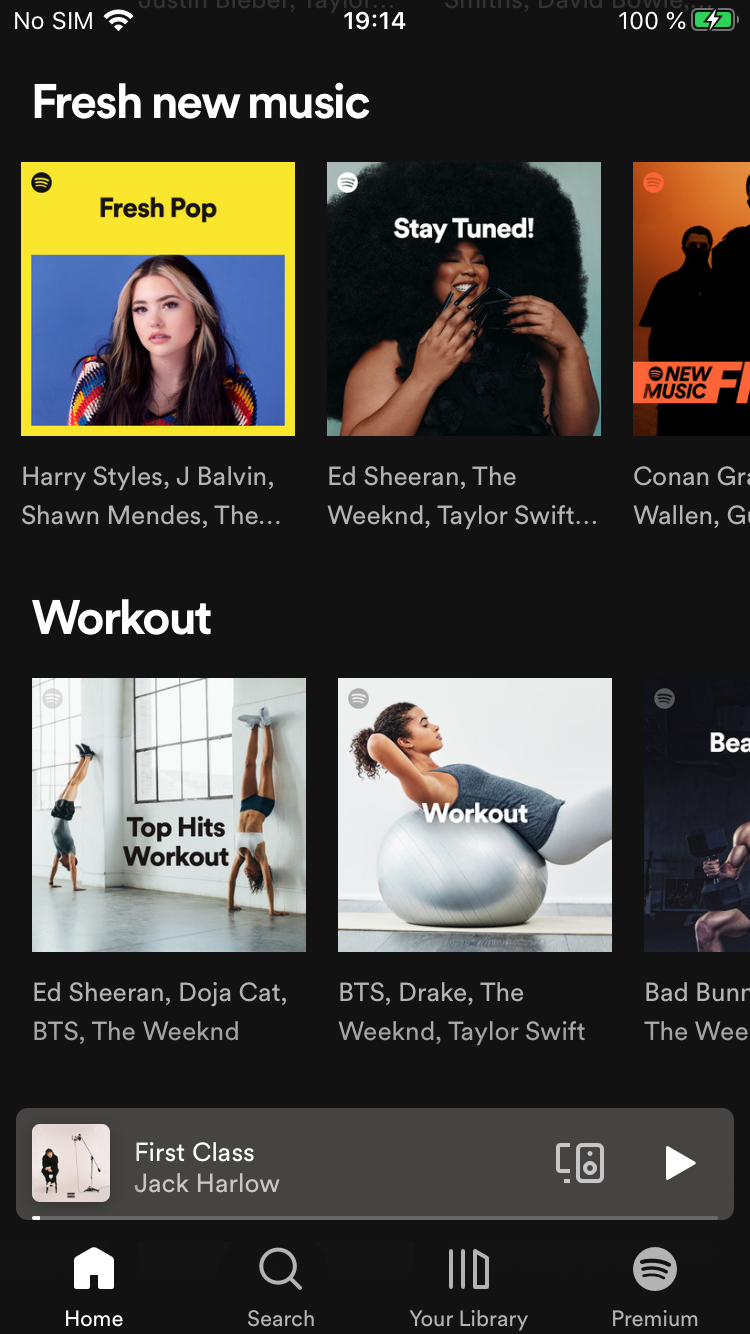 Justin Bieber, Taylor...
Smiths, David Bowie,...
No SIM
19:14
100 %
Fresh new music
Fresh Pop
Stay Tuned!
NEW
MUSIC
Harry Styles, J Balvin,
Shawn Mendes, The...
Ed Sheeran, The
Weeknd, Taylor Swift...
Conan Gra
Wallen, Gu
Workout
Top Hits
Workout
Workout
Bea
Ed Sheeran, Doja Cat,
BTS, The Weeknd
BTS, Drake, The
Weeknd, Taylor Swift
Bad Bunn
The Wee
First Class
Jack Harlow
Home
Search
Your Library
Premium